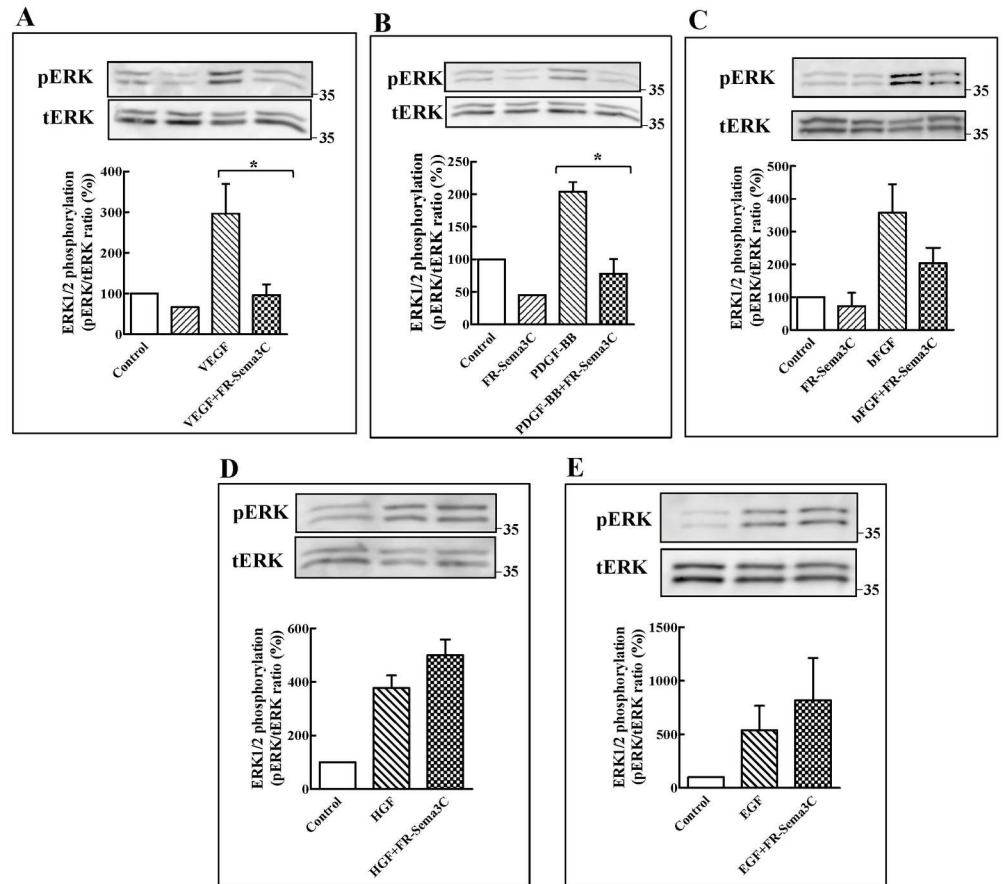 A
pERK
35
tERK
35
*
ERK1/2 phosphorylation
(pERK/tERK ratio (%))
400
300
200
100
0
Control
VEGF
VEGF+FR-Sema3C
B
pERK
35
tERK
35
*
ERK1/2 phosphorylation
(pERK/tERK ratio (%))
250
200
150
100
50
0
Control
FR-Sema3C
PDGF-BB
PDGF-BB+FR-Sema3C
C
pERK
35
tERK
35
ERK1/2 phosphorylation
(pERK/tERK ratio (%))
500
400
300
200
100
0
Control
FR-Sema3C
bFGF
bFGF+FR-Sema3C
D
pERK
35
tERK
35
ERK1/2 phosphorylation
(pERK/tERK ratio (%))
600
400
200
0
Control
HGF
HGF+FR-Sema3C
E
pERK
35
tERK
35
ERK1/2 phosphorylation
(pERK/tERK ratio (%))
1500
1000
500
0
Control
EGF
EGF+FR-Sema3C